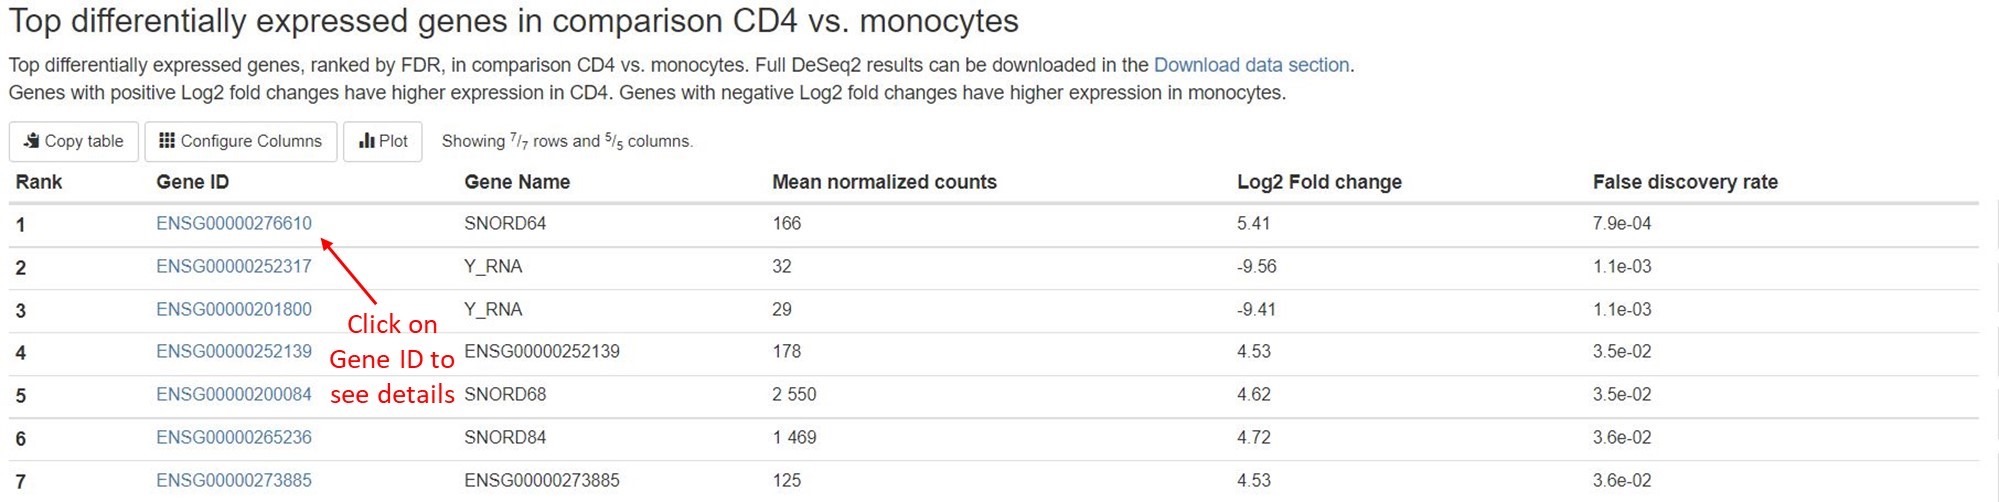 Top differentially expressed genes in comparison CD4 vs. monocytes
Top differentially expressed genes, ranked by FDR, in comparison CD4 vs. monocytes. Full DeSeq2 results can be downloaded in the Download data section.
Genes with positive Log2 fold changes have higher expression in CD4. Genes with negative Log2 fold changes have higher expression in monocytes.
Copy table Configure Columns Plot Showing 7/7 rows and 5/5 columns.
Rank Gene ID Gene Name Mean normalized counts Log2 Fold change False discovery rate
1 ENSG00000276610 SNORD64 166 5.41 7.9e-04
2 ENSG00000252317 Y_RNA 32 -9.56 1.1e-03
3 ENSG00000201800 Y_RNA 29 -9.41 1.1e-03
4 ENSG00000252139 ENSG00000252139 178 4.53 3.5e-02
5 ENSG00000200084 SNORD68 2 550 4.62 3.5e-02
6 ENSG00000265236 SNORD84 1 469 4.72 3.6e-02
7 ENSG00000273885 ENSG00000273885 125 4.53 3.6e-02
Click on
Gene ID to
see details